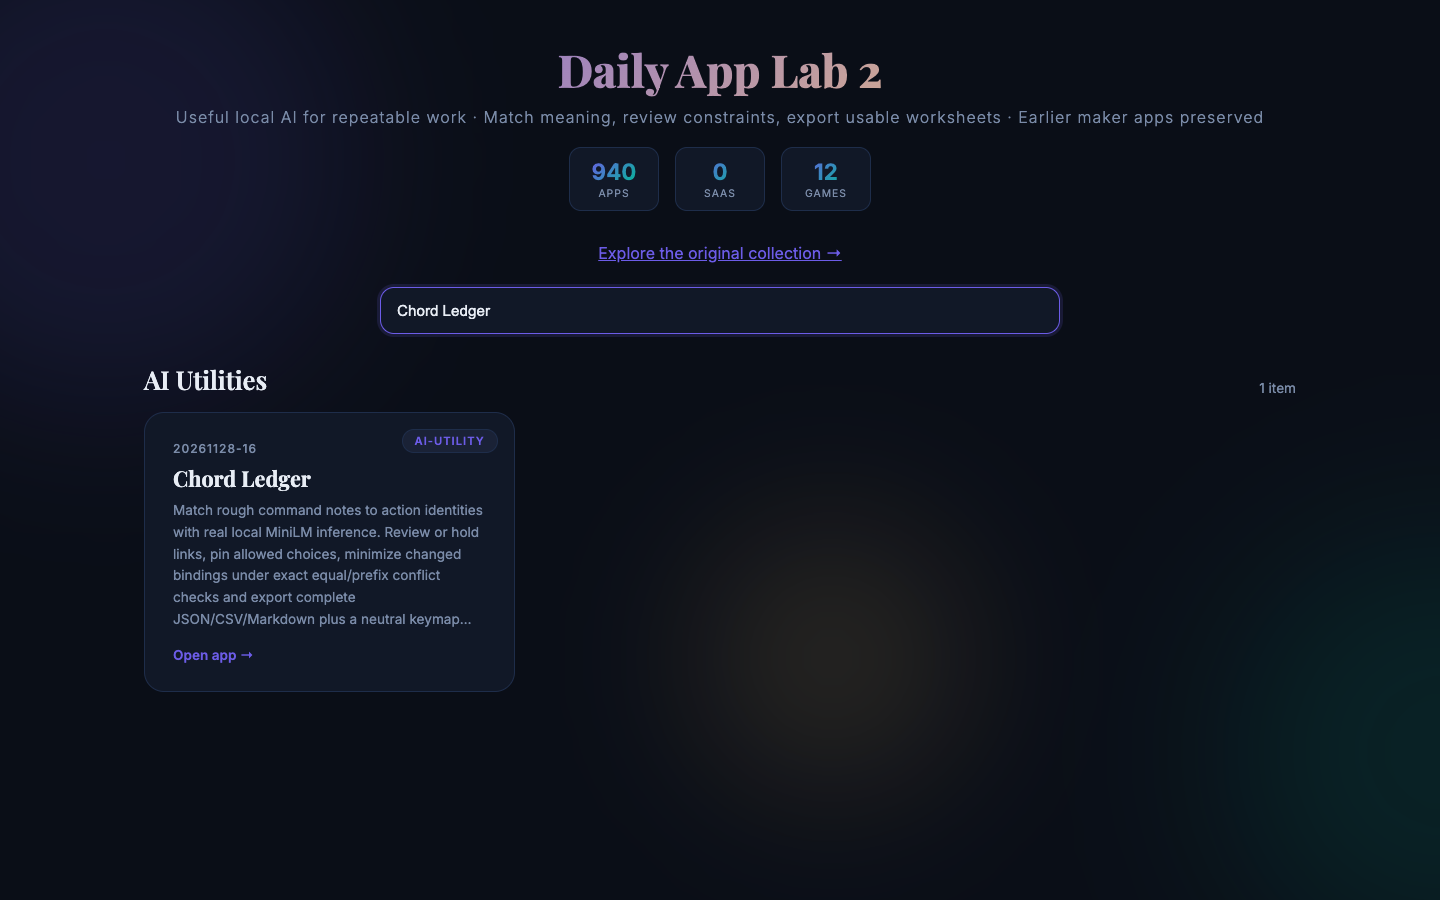 Daily App Lab 2
Useful local AI for repeatable work · Match meaning, review constraints, export usable worksheets · Earlier maker apps preserved
940
APPS
0
SAAS
12
GAMES
Explore the original collection →
Chord Ledger
AI Utilities
1 item
20261128-16
AI-UTILITY
Chord Ledger
Match rough command notes to action identities
with real local MiniLM inference. Review or hold
links, pin allowed choices, minimize changed
bindings under exact equal/prefix conflict
checks and export complete
JSON/CSV/Markdown plus a neutral keymap...
Open app →